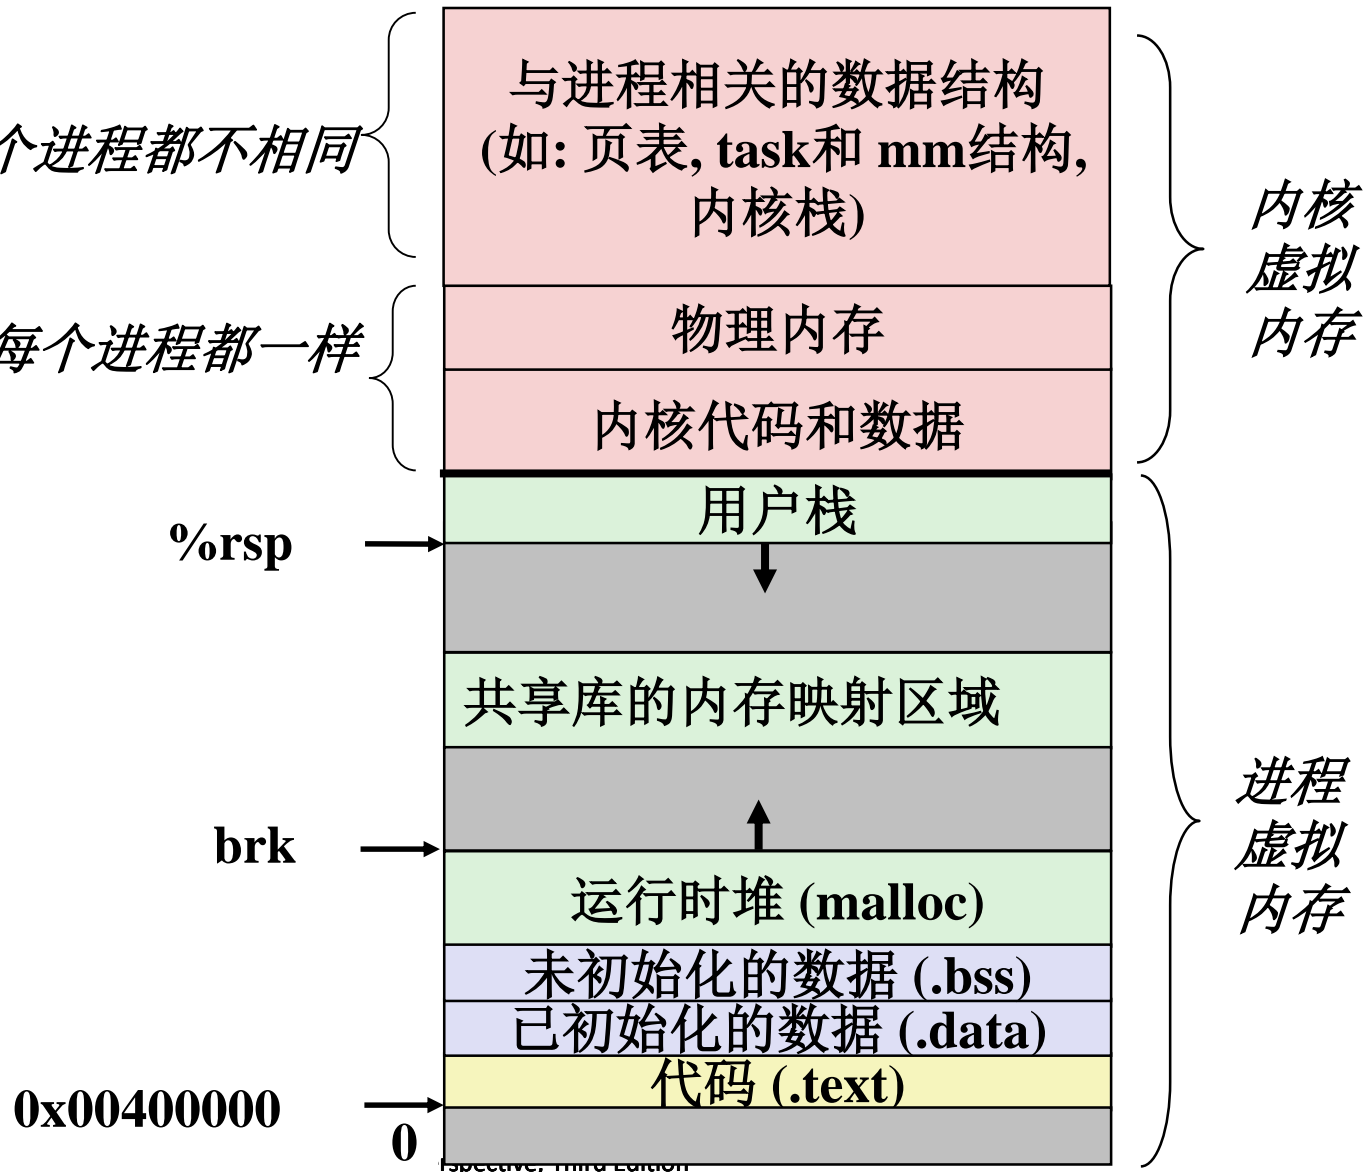 与进程相关的数据结构
(如: 页表, task和 mm结构,
内核栈)
个进程都不相同
物理内存
每个进程都一样
内核代码和数据
内核
虚拟
内存
用户栈
%rsp
共享库的内存映射区域
brk
运行时堆 (malloc)
未初始化的数据 (.bss)
已初始化的数据 (.data)
代码 (.text)
0x00400000
0
进程
虚拟
内存
rspective, Third Edition